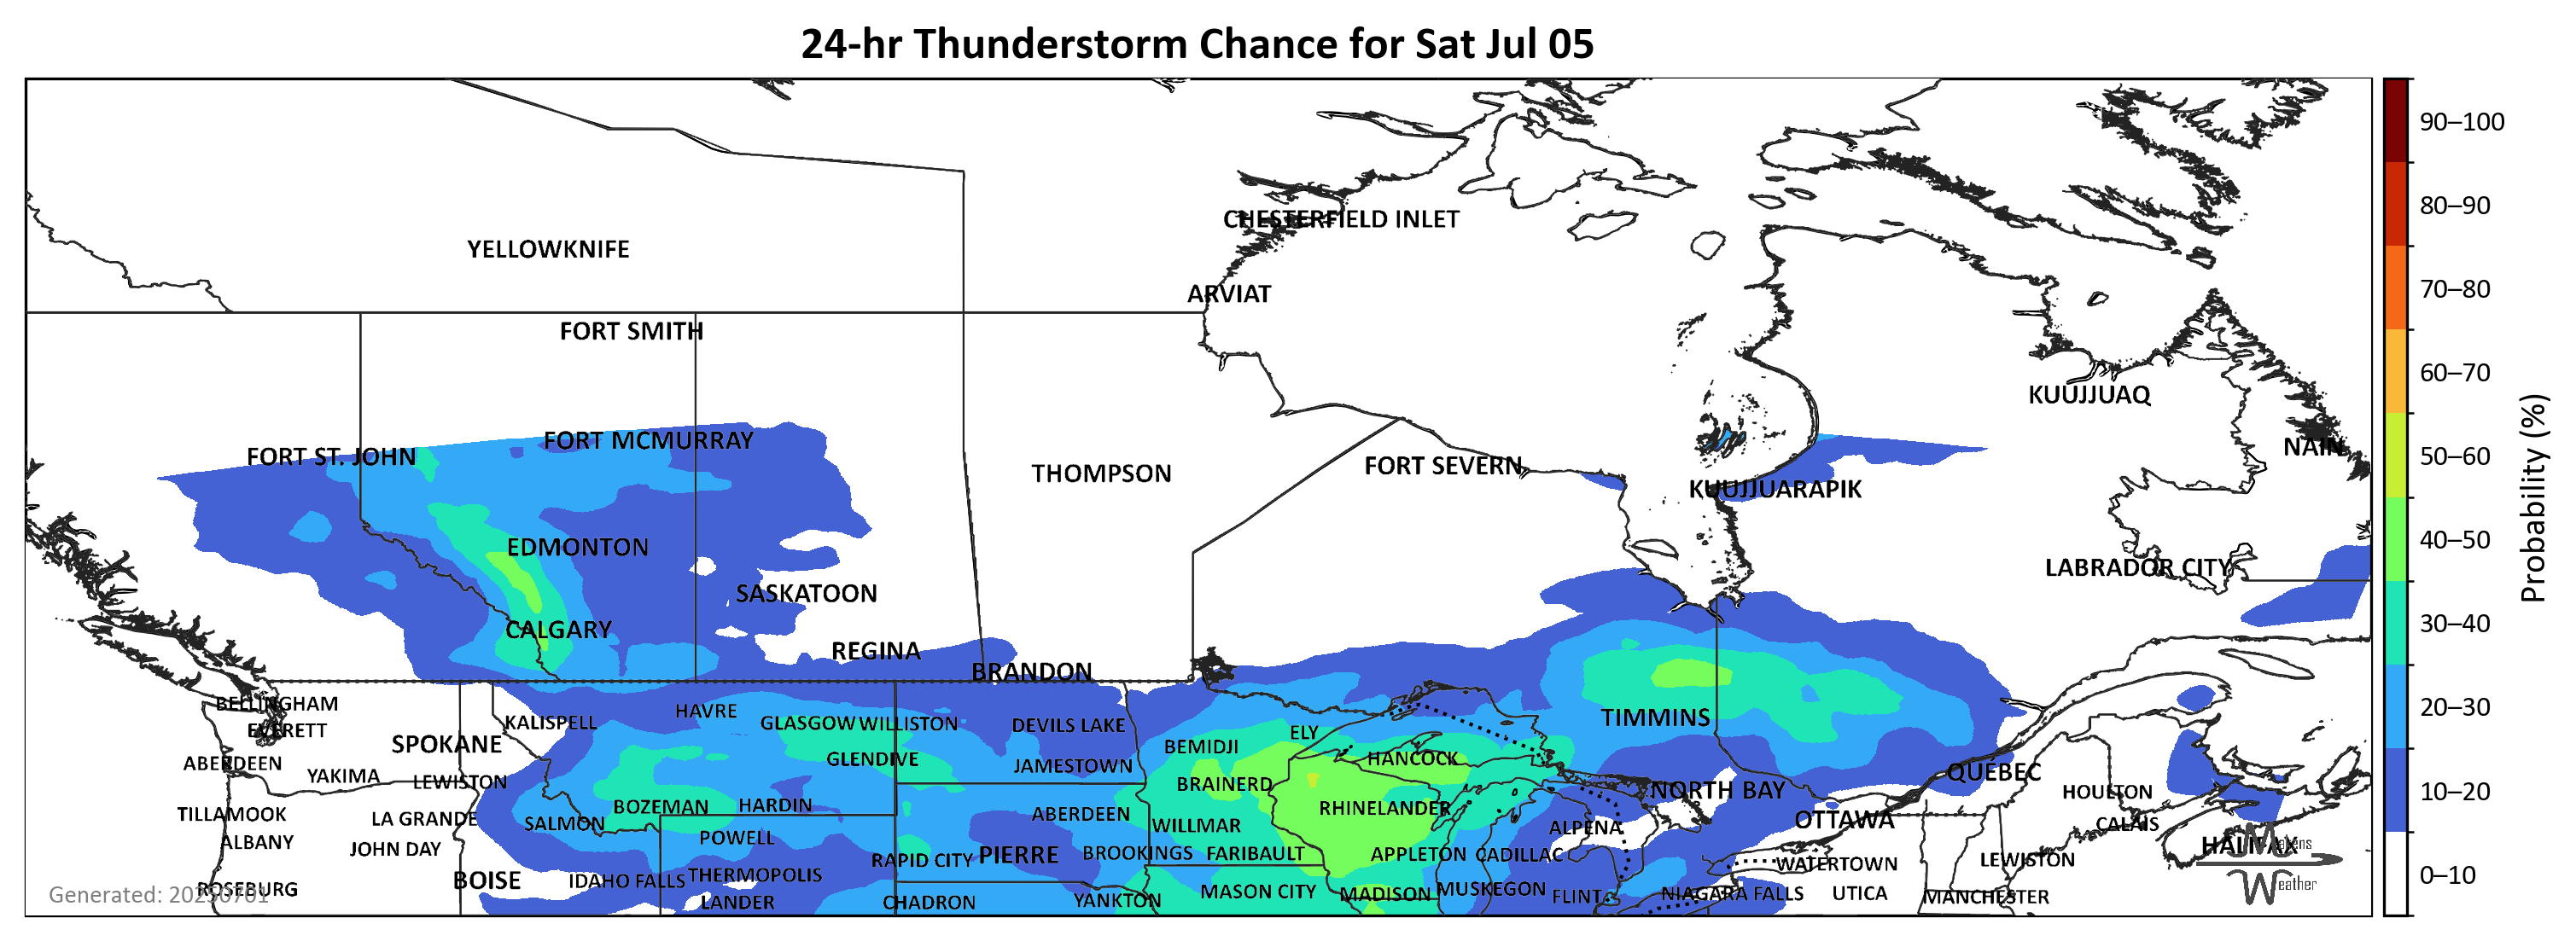 24-hr Thunderstorm Chance for Sat Jul 05
90–100
80–90
CHESTERFIELD INLET
YELLOWKNIFE
70–80
ARVIAT
FORT SMITH
60–70
KUUJJUAQ
FORT MCMURRAY
NAIN
FORT ST. JOHN
50–60
FORT SEVERN
THOMPSON
KUUJJUARAPIK
Probability (%)
40–50
EDMONTON
LABRADOR CITY
SASKATOON
30–40
CALGARY
REGINA
BRANDON
BELLINGHAM
HAVRE
20–30
TIMMINS
KALISPELL
GLASGOW
WILLISTON
DEVILS LAKE
EVERETT
ELY
SPOKANE
BEMIDJI
HANCOCK
GLENDIVE
ABERDEEN
JAMESTOWN
QUEBEC
YAKIMA
LEWISTON
BRAINERD
NORTH BAY
10–20
HOULTON
BOZEMAN
HARDIN
RHINELANDER
TILLAMOOK
ABERDEEN
LA GRANDE
OTTAWA
SALMON
WILLMAR
CALAIS
ALPENA
POWELL
ALBANY
HALIFAX
Matens
JOHN DAY
BROOKINGS
FARIBAULT
APPLETON
CADILLAC
PIERRE
RAPID CITY
LEWISTON
WATERTOWN
0–10
THERMOPOLIS
BOISE
IDAHO FALLS
Weather
ROSEBURG
MUSKEGON
MASON CITY
MADISON
NIAGARA FALLS
UTICA
Generated: 20250701
FLINT
MANCHESTER
YANKTON
LANDER
CHADRON